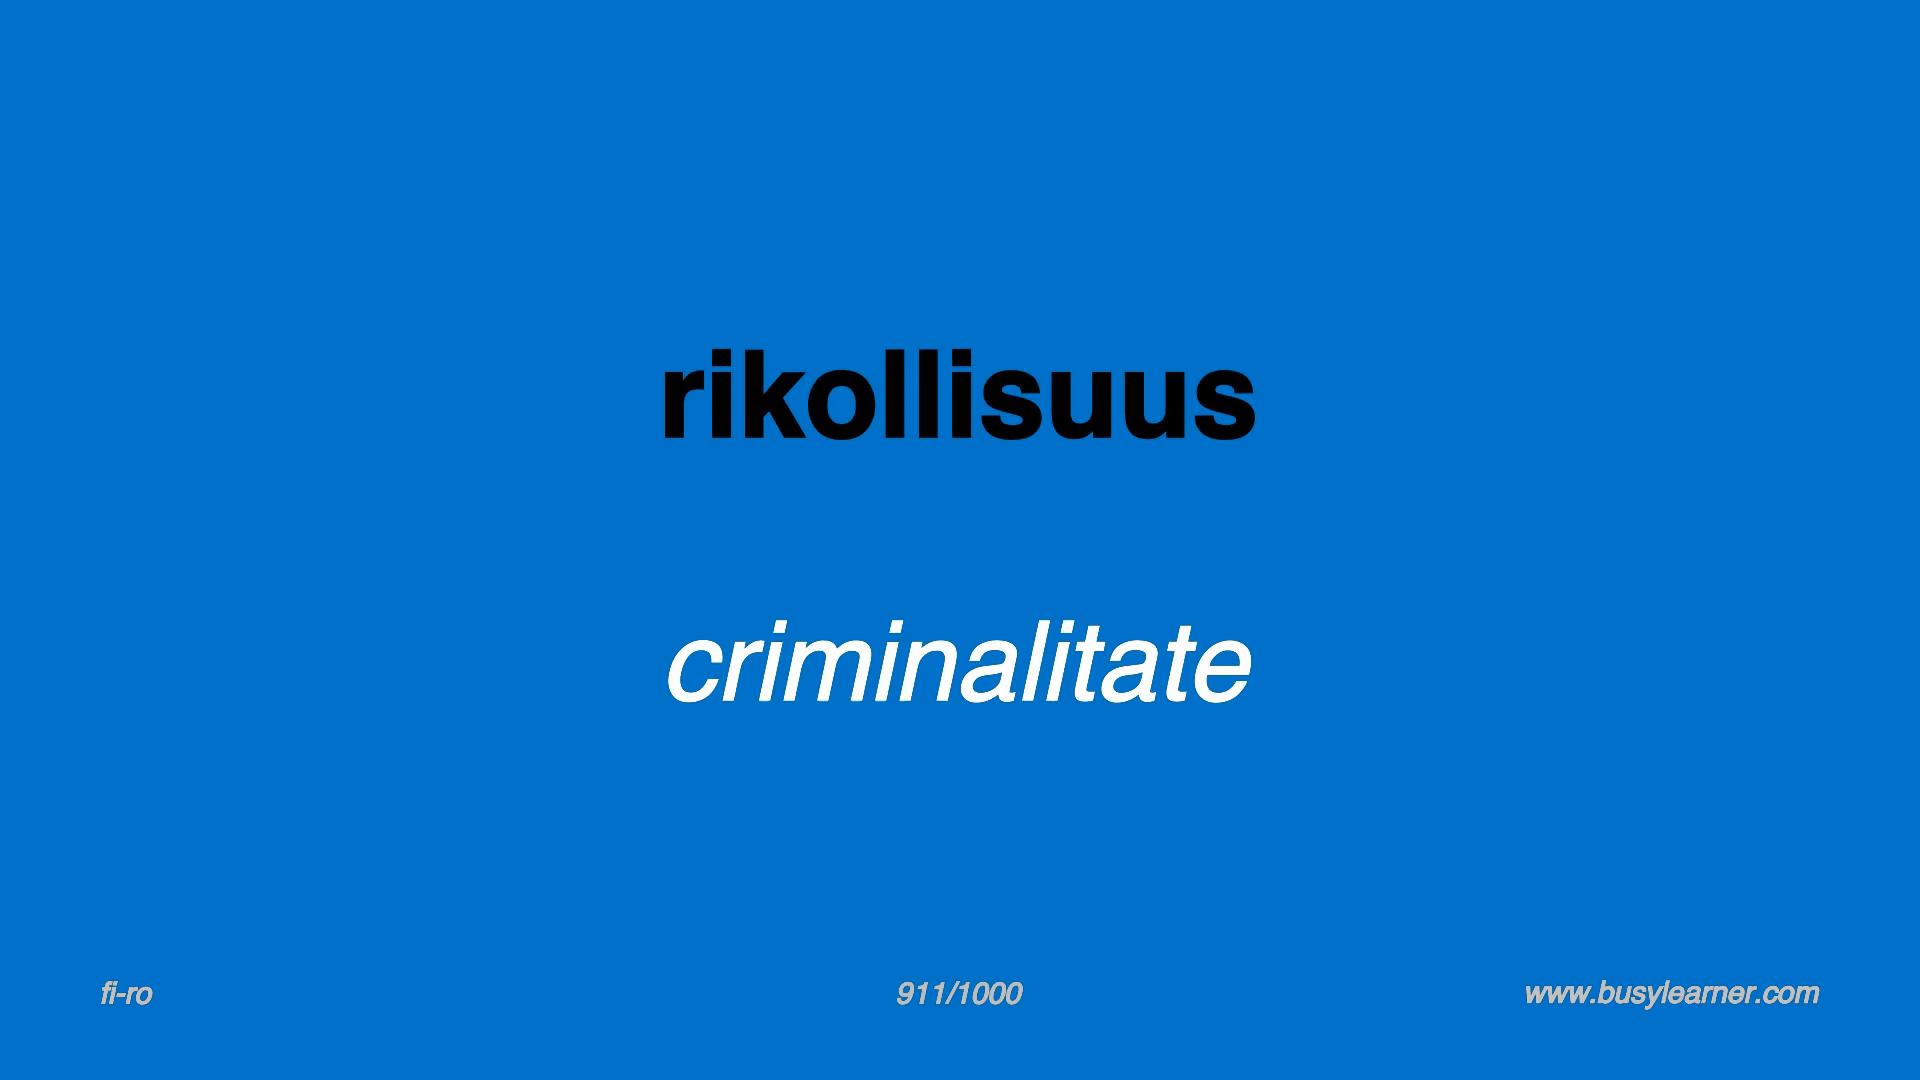 rikollisuus
criminalitate
fi-ro
911/1000
www.busylearner.com